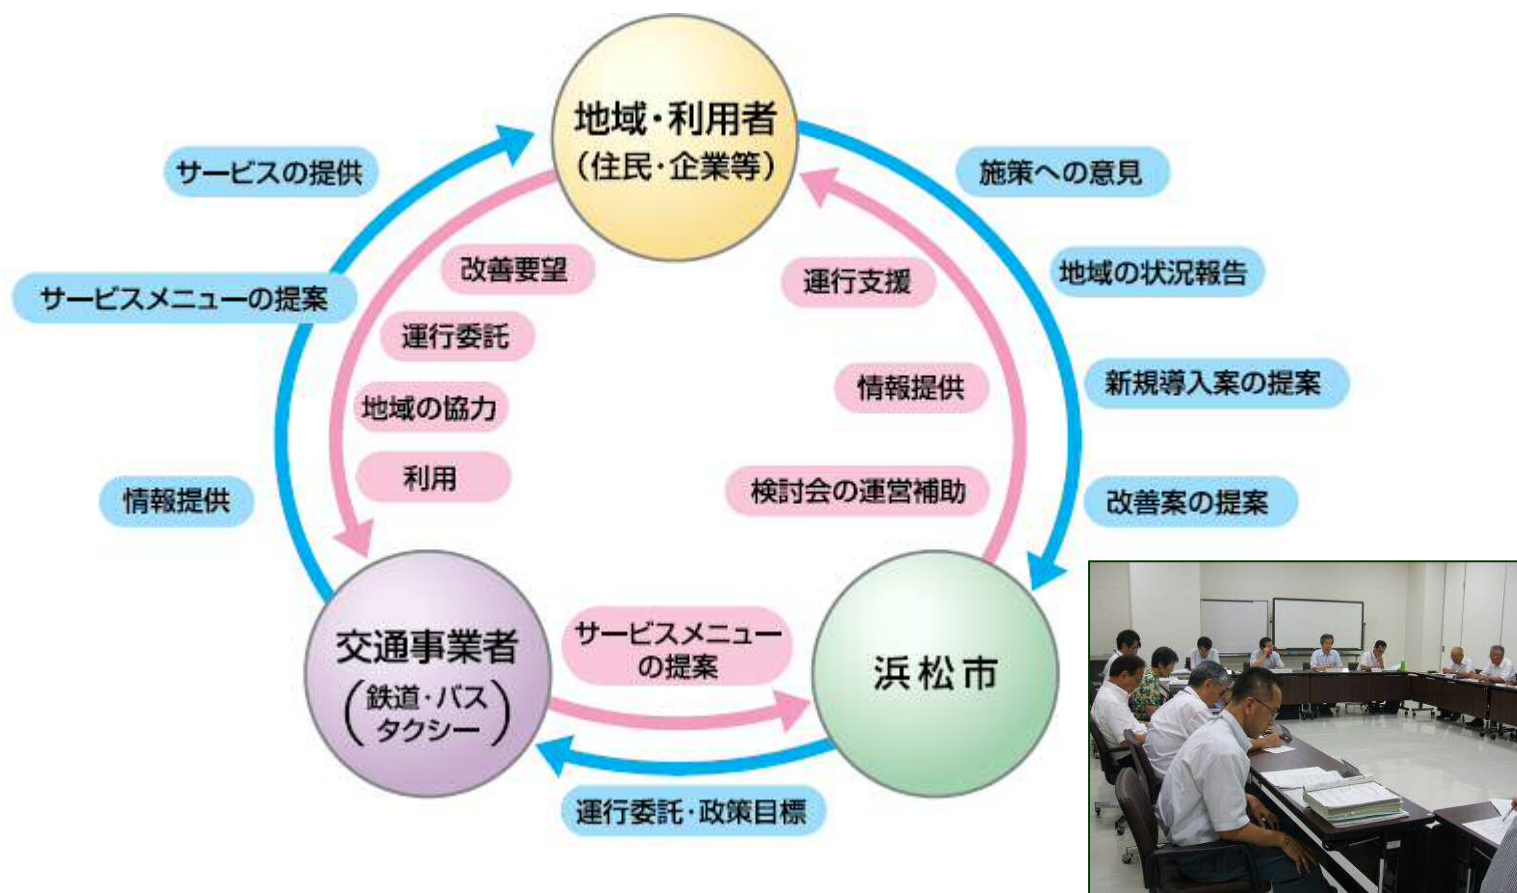 地域・利用者
（住民・企業等）
サービスの提供
施策への意見
改善要望
運行支援
地域の状況報告
サービスメニューの提案
運行委託
情報提供
新規導入案の提案
地域の協力
利用
検討会の運営補助
情報提供
改善案の提案
交通事業者
（鉄道・バス
タクシー）
サービスメニュー
の提案
浜松市
運行委託・政策目標